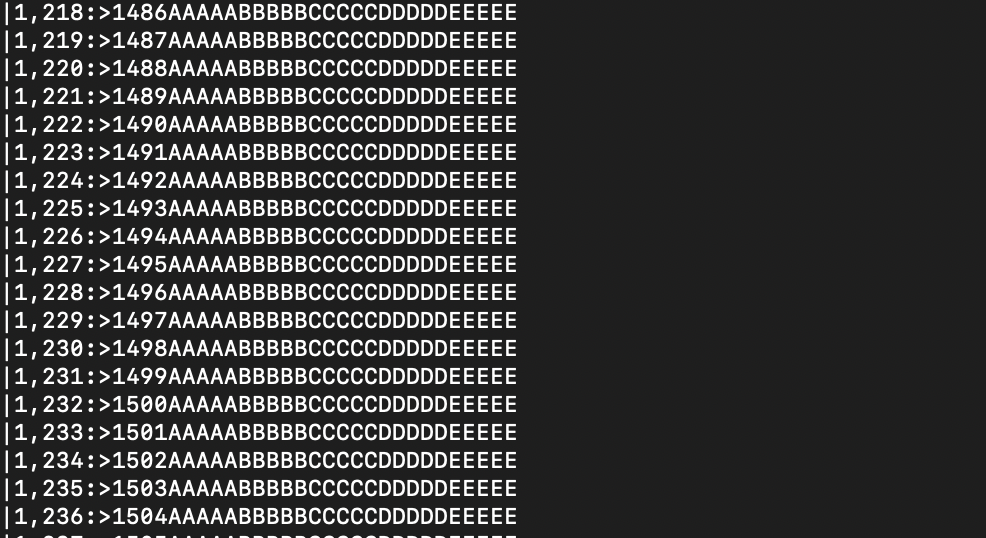 |1,218:>1486AAAAABBBBBCCCCCDDDDDEEEEE
|1,219:>1487AAAAABBBBBCCCCCDDDDDEEEEE
|1,220:>1488AAAAABBBBBCCCCCDDDDDEEEEE
|1,221:>1489AAAAABBBBBCCCCCDDDDDEEEEE
|1,222:>1490AAAAABBBBBCCCCCDDDDDEEEEE
|1,223:>1491AAAAABBBBBCCCCCDDDDDEEEEE
|1,224:>1492AAAAABBBBBCCCCCDDDDDEEEEE
|1,225:>1493AAAAABBBBBCCCCCDDDDDEEEEE
|1,226:>1494AAAAABBBBBCCCCCDDDDDEEEEE
|1,227:>1495AAAAABBBBBCCCCCDDDDDEEEEE
|1,228:>1496AAAAABBBBBCCCCCDDDDDEEEEE
|1,229:>1497AAAAABBBBBCCCCCDDDDDEEEEE
|1,230:>1498AAAAABBBBBCCCCCDDDDDEEEEE
|1,231:>1499AAAAABBBBBCCCCCDDDDDEEEEE
|1,232:>1500AAAAABBBBBCCCCCDDDDDEEEEE
|1,233:>1501AAAAABBBBBCCCCCDDDDDEEEEE
|1,234:>1502AAAAABBBBBCCCCCDDDDDEEEEE
|1,235:>1503AAAAABBBBBCCCCCDDDDDEEEEE
|1,236:>1504AAAAABBBBBCCCCCDDDDDEEEEE